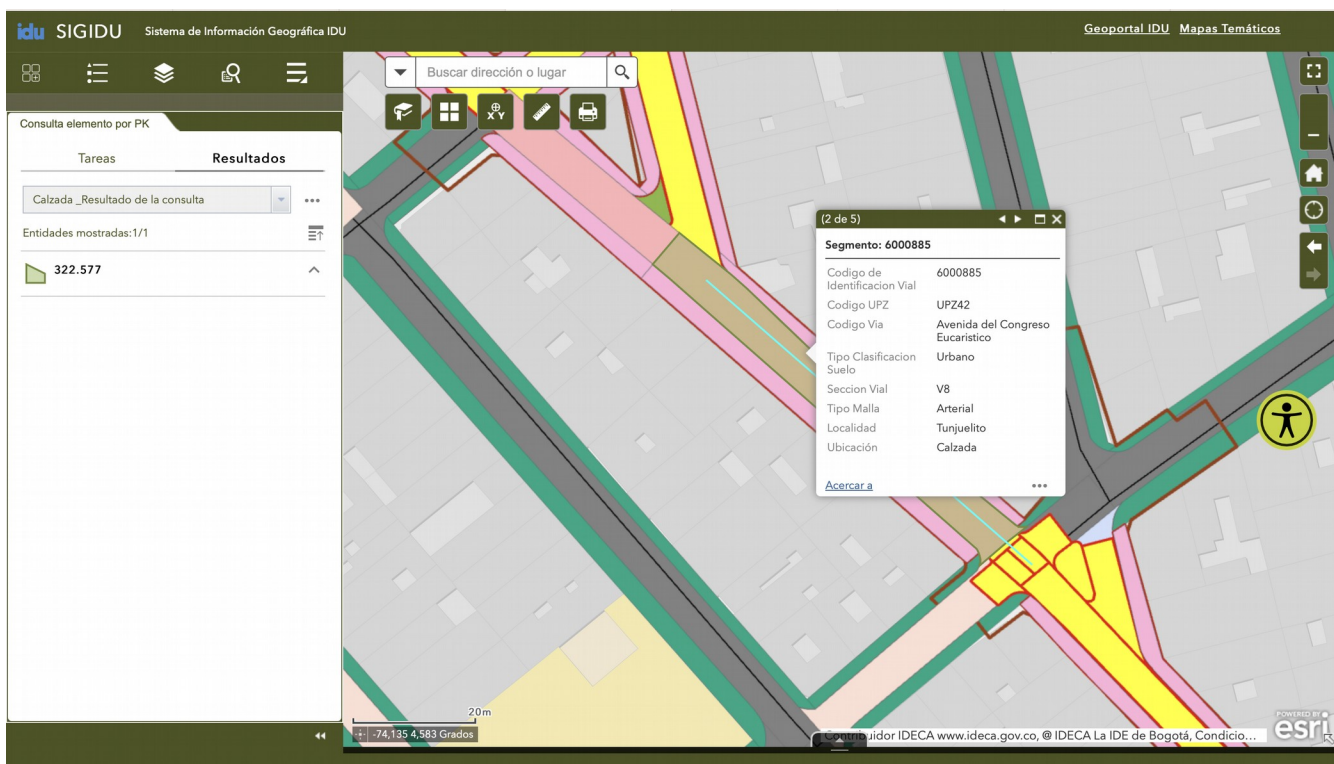 idu SIGIDU Sistema de Información Geográfica IDU
Geoportal IDU Mapas Temáticos
Buscar dirección o lugar
X Y
Consulta elemento por PK
Tareas Resultados
Calzada _Resultado de la consulta
Entidades mostradas:1/1
322.577
(2 de 5)
Segmento: 6000885
Codigo de 6000885
Identificacion Vial
Codigo UPZ UPZ42
Codigo Via Avenida del Congreso
Eucaristico
Tipo Clasificacion Urbano
Suelo
Seccion Vial V8
Tipo Malla Arterial
Localidad Tunjuelito
Ubicación Calzada
Acercar a
20m
-74,135 4,583 Grados
Contribuidor IDECA www.ideca.gov.co, @ IDECA La IDE de Bogotá, Condicio...
POWERED BY
esri